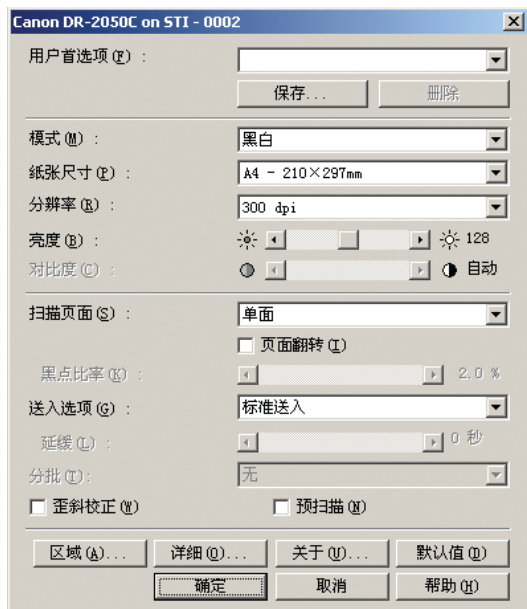 Canon DR-2050C on STI - 0002
用户首选项(F) :
保存... 删除
模式(M) : 黑白
纸张尺寸(P) : A4 - 210×297mm
分辨率(R) : 300 dpi
亮度(B) : 128
对比度(C) : 自动
扫描页面(S) : 单面
页面翻转(I)
黑点比率(K) : 2.0 %
送入选项(G) : 标准送入
延缓(L) : 0 秒
分批(T): 无
歪斜校正(W) 预扫描(N)
区域(A)... 详细(O)... 关于(U)... 默认值(D)
确定 取消 帮助(H)